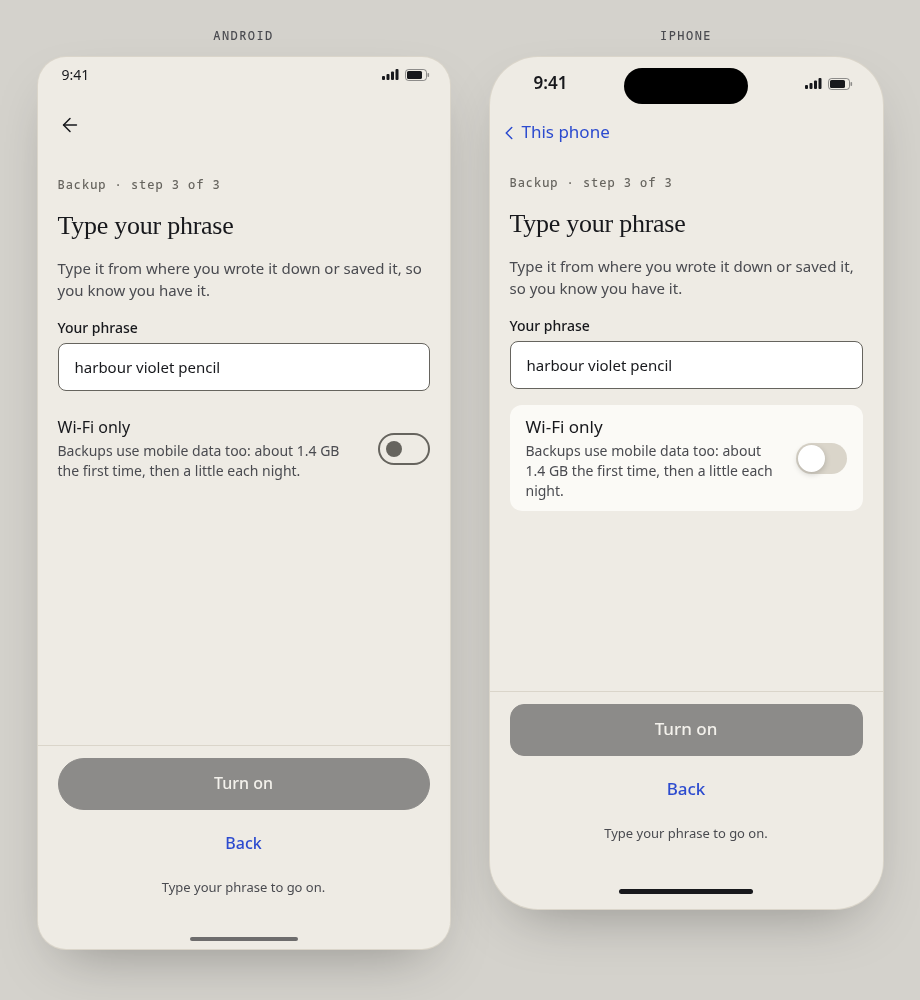 ANDROID
9:41
Backup · step 3 of 3
Type your phrase
Type it from where you wrote it down or saved it, so
you know you have it.
Your phrase
harbour violet pencil
Wi-Fi only
Backups use mobile data too: about 1.4 GB
the first time, then a little each night.
Turn on
Back
Type your phrase to go on.
IPHONE
9:41
This phone
Backup · step 3 of 3
Type your phrase
Type it from where you wrote it down or saved it,
so you know you have it.
Your phrase
harbour violet pencil
Wi-Fi only
Backups use mobile data too: about
1.4 GB the first time, then a little each
night.
Turn on
Back
Type your phrase to go on.